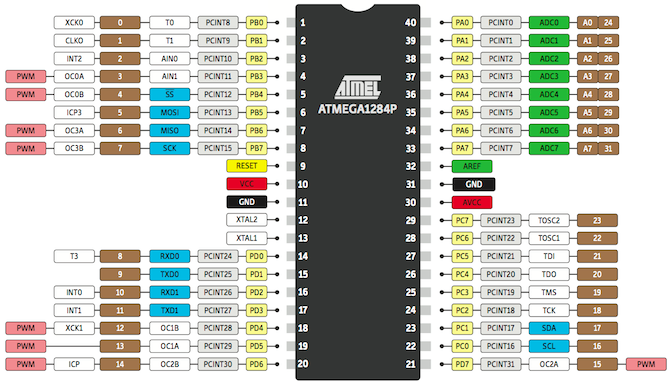 XCK0 0 T0 PCINT8 PB0 1 40 PA0 PCINT0 ADC0 A0 24
CLKO 1 T1 PCINT9 PB1 2 39 PA1 PCINT1 ADC1 A1 25
INT2 2 AIN0 PCINT10 PB2 3 38 PA2 PCINT2 ADC2 A2 26
PWM OC0A 3 AIN1 PCINT11 PB3 4 37 PA3 PCINT3 ADC3 A3 27
PWM OC0B 4 SS PCINT12 PB4 5 ATMEL 36 PA4 PCINT4 ADC4 A4 28
ICP3 5 MOSI PCINT13 PB5 6 ATMEGA1284P 35 PA5 PCINT5 ADC5 A5 29
PWM OC3A 6 MISO PCINT14 PB6 7 34 PA6 PCINT6 ADC6 A6 30
PWM OC3B 7 SCK PCINT15 PB7 8 33 PA7 PCINT7 ADC7 A7 31
RESET 9 32 AREF
VCC 10 31 GND
GND 11 30 AVCC
XTAL2 12 29 PC7 PCINT23 TOSC2 23
XTAL1 13 28 PC6 PCINT22 TOSC1 22
T3 8 RXD0 PCINT24 PD0 14 27 PC5 PCINT21 TDI 21
9 TXD0 PCINT25 PD1 15 26 PC4 PCINT20 TDO 20
INT0 10 RXD1 PCINT26 PD2 16 25 PC3 PCINT19 TMS 19
INT1 11 TXD1 PCINT27 PD3 17 24 PC2 PCINT18 TCK 18
PWM XCK1 12 OC1B PCINT28 PD4 18 23 PC1 PCINT17 SDA 17
PWM 13 OC1A PCINT29 PD5 19 22 PC0 PCINT16 SCL 16
PWM ICP 14 OC2B PCINT30 PD6 20 21 PD7 PCINT31 OC2A 15 PWM